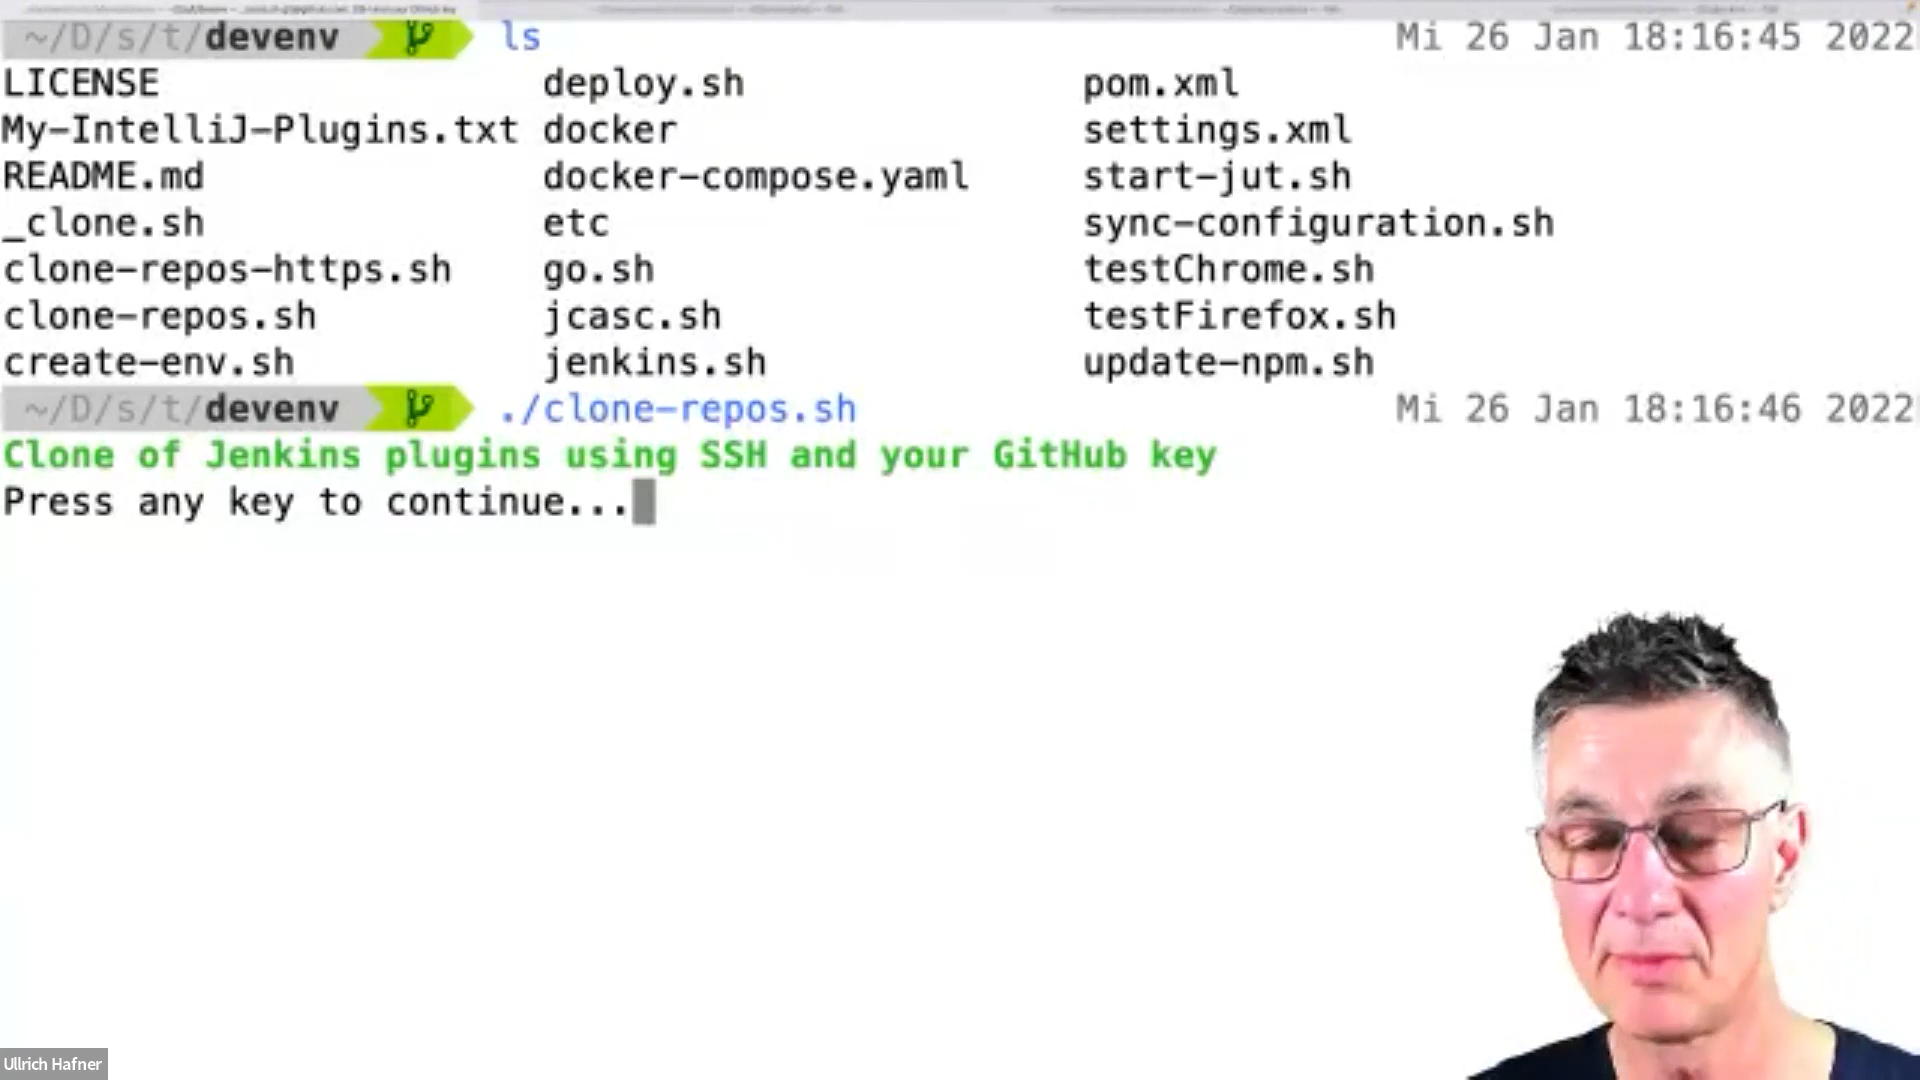 ~/D/s/t/devenv ls Mi 26 Jan 18:16:45 2022
LICENSE deploy.sh pom.xml
My-IntelliJ-Plugins.txt docker settings.xml
README.md docker-compose.yaml start-jut.sh
_clone.sh etc sync-configuration.sh
clone-repos-https.sh go.sh testChrome.sh
clone-repos.sh jcasc.sh testFirefox.sh
create-env.sh jenkins.sh update-npm.sh
~/D/s/t/devenv ./clone-repos.sh Mi 26 Jan 18:16:46 2022
Clone of Jenkins plugins using SSH and your GitHub key
Press any key to continue...
Ullrich Hafner